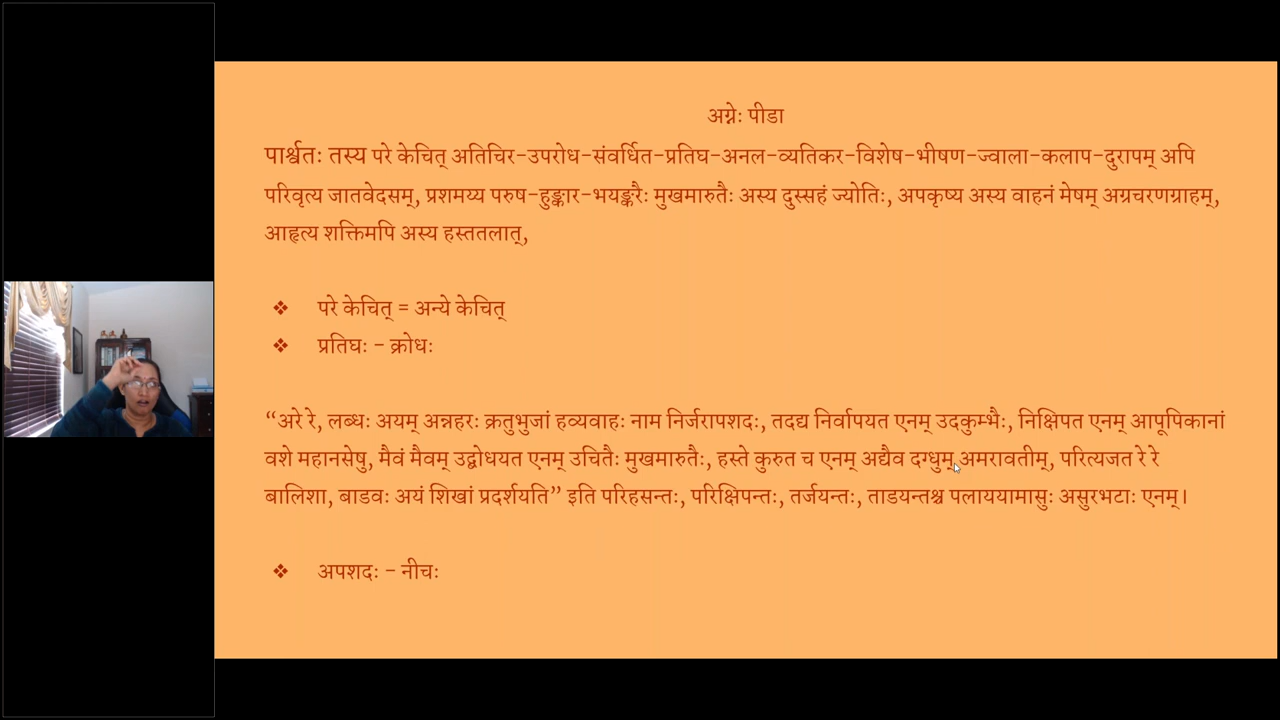 अग्नेः पीडा
पार्श्वतः तस्य परे केचित् अतिचिर-उपरोध-संवर्धित-प्रतिघ-अनल-व्यतिकर-विशेष-भीषण-ज्वाला-कलाप-दुरापम् अपि
परिवृत्य जातवेदसम्, प्रशमय्य परुष-हुङ्कार-भयङ्करैः मुखमारुतैः अस्य दुस्सहं ज्योतिः, अपकृष्य अस्य वाहनं मेषम् अग्रचरणग्राहम्,
आहृत्य शक्तिमपि अस्य हस्ततलात्,
❖ परे केचित् = अन्ये केचित्
❖ प्रतिघः - क्रोधः
“अरे रे, लब्धः अयम् अन्नहरः क्रतुभुजां हव्यवाहः नाम निर्जरापशदः, तदद्य निर्वापयत एनम् उदकुम्भैः, निक्षिपत एनम् आपूपिकानां
वशे महानसेषु, मैवं मैवम् उद्बोधयत एनम् उचितैः मुखमारुतैः, हस्ते कुरुत च एनम् अद्यैव दग्धुम् अमरावतीम्, परित्यजत रे रे
बालिशा, बाडवः अयं शिखां प्रदर्शयति” इति परिहसन्तः, परिक्षिपन्तः, तर्जयन्तः, ताडयन्तश्च पलाययामासुः असुरभटाः एनम्।
❖ अपशदः - नीचः